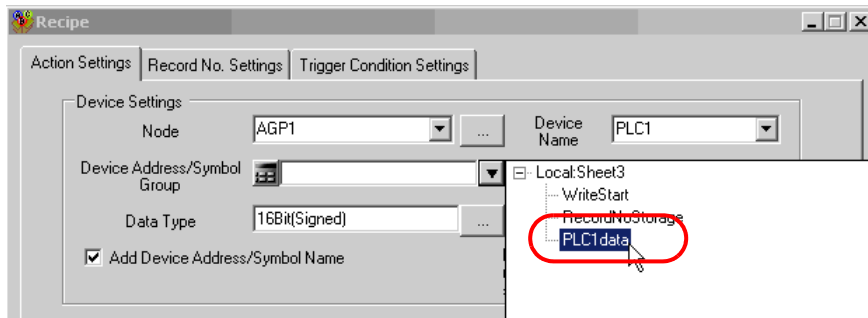 Recipe
Action Settings Record No. Settings Trigger Condition Settings
Device Settings
Node AGP1 ... Device Name PLC1
Device Address/Symbol Group
Local:Sheet3
WriteStart
RecordNoStorage
PLC1data
Data Type 16Bit(Signed) ...
Add Device Address/Symbol Name